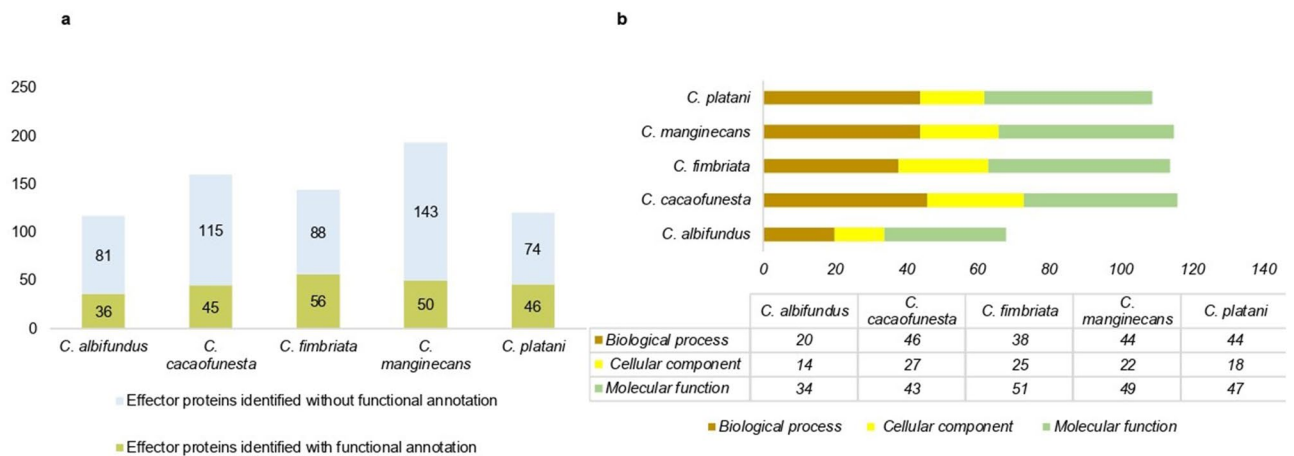 a
250
200
150
100
50
0
81
115
88
143
74
36
45
56
50
46
C. albifundus
C.
cacaofunesta
C. fimbriata
C.
manginecans
C. platani
Effector proteins identified without functional annotation
Effector proteins identified with functional annotation
b
C. platani
C. manginecans
C. fimbriata
C. cacaofunesta
C. albifundus
0 20 40 60 80 100 120 140
C. albifundus C. cacaofunesta C. fimbriata C. manginecans C. platani
Biological process 20 46 38 44 44
Cellular component 14 27 25 22 18
Molecular function 34 43 51 49 47
Biological process Cellular component Molecular function